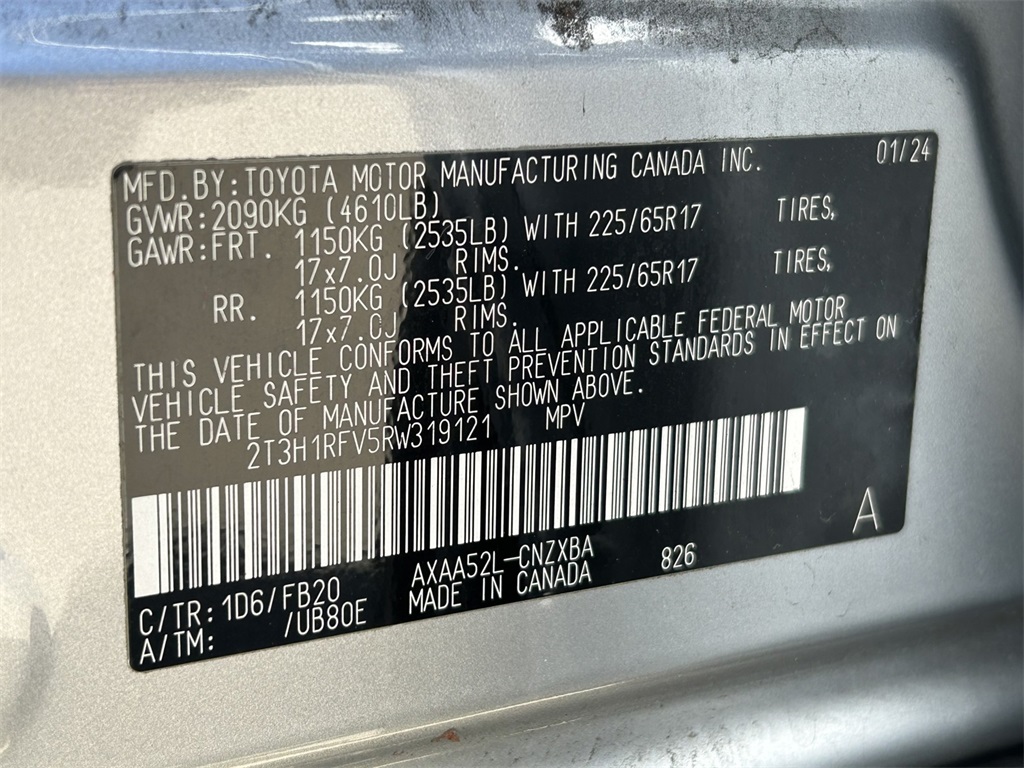 MFD. BY: TOYOTA MOTOR MANUFACTURING CANADA INC. 01/24
GVWR: 2090KG (4610LB)
GAWR: FRT. 1150KG (2535LB) WITH 225/65R17 TIRES,
17x7.0J RIMS.
RR. 1150KG (2535LB) WITH 225/65R17 TIRES,
17x7.0J RIMS.
THIS VEHICLE CONFORMS TO ALL APPLICABLE FEDERAL MOTOR
VEHICLE SAFETY AND THEFT PREVENTION STANDARDS IN EFFECT ON
THE DATE OF MANUFACTURE SHOWN ABOVE.
2T3H1RFV5RW319121 MPV
A
C/TR: 1D6/FB20 AXAA52L-CNZXBA 826
A/TM: /UB80E MADE IN CANADA